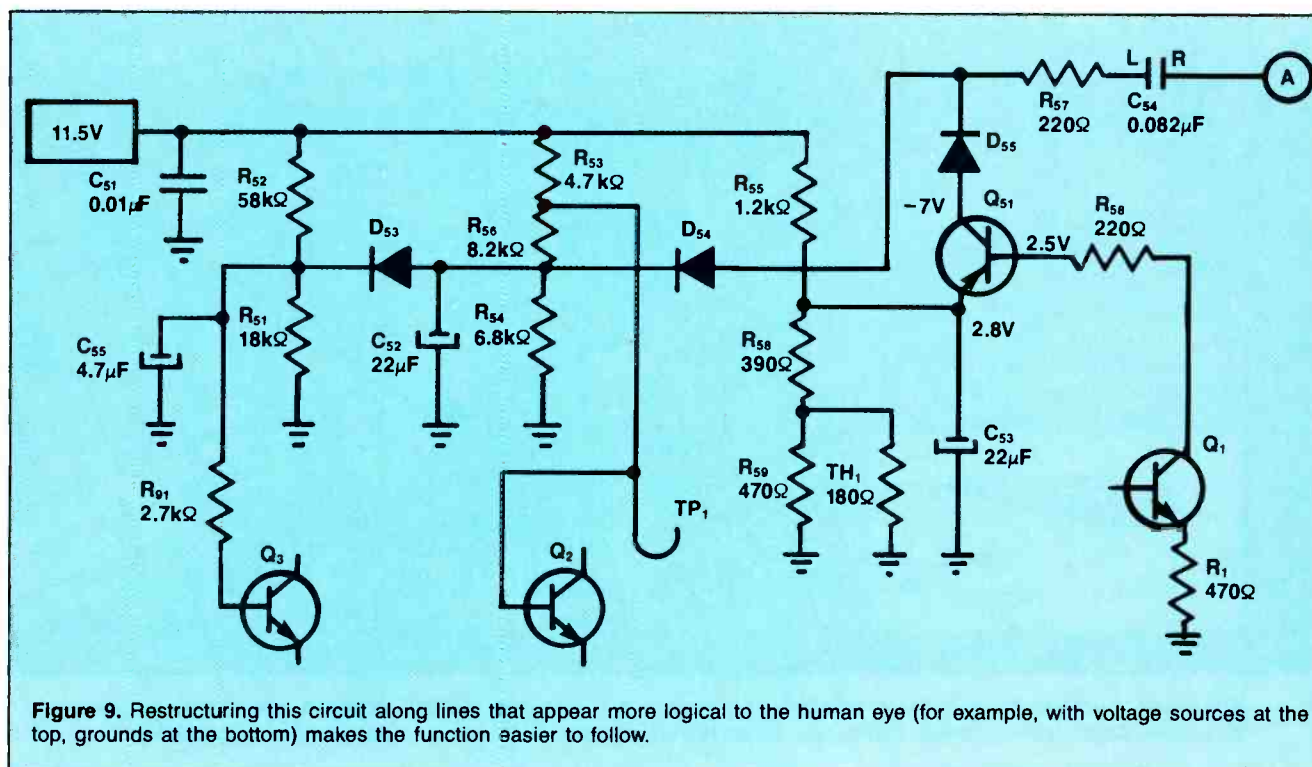 L R
A
R57
220Ω
C54
0.082μF
11.5V
C51
0.01μF
R52
58kΩ
R53
4.7kΩ
R55
1.2kΩ
D55
Q51
-7V
R58
220Ω
2.5V
D53
R56
8.2kΩ
D54
2.8V
C55
4.7μF
R51
18kΩ
C52
22μF
R54
6.8kΩ
R58
390Ω
C53
22μF
Q1
R59
470Ω
TH1
180Ω
R91
2.7kΩ
TP1
Q3
Q2
R1
470Ω
Figure 9. Restructuring this circuit along lines that appear more logical to the human eye (for example, with voltage sources at the
top, grounds at the bottom) makes the function easier to follow.